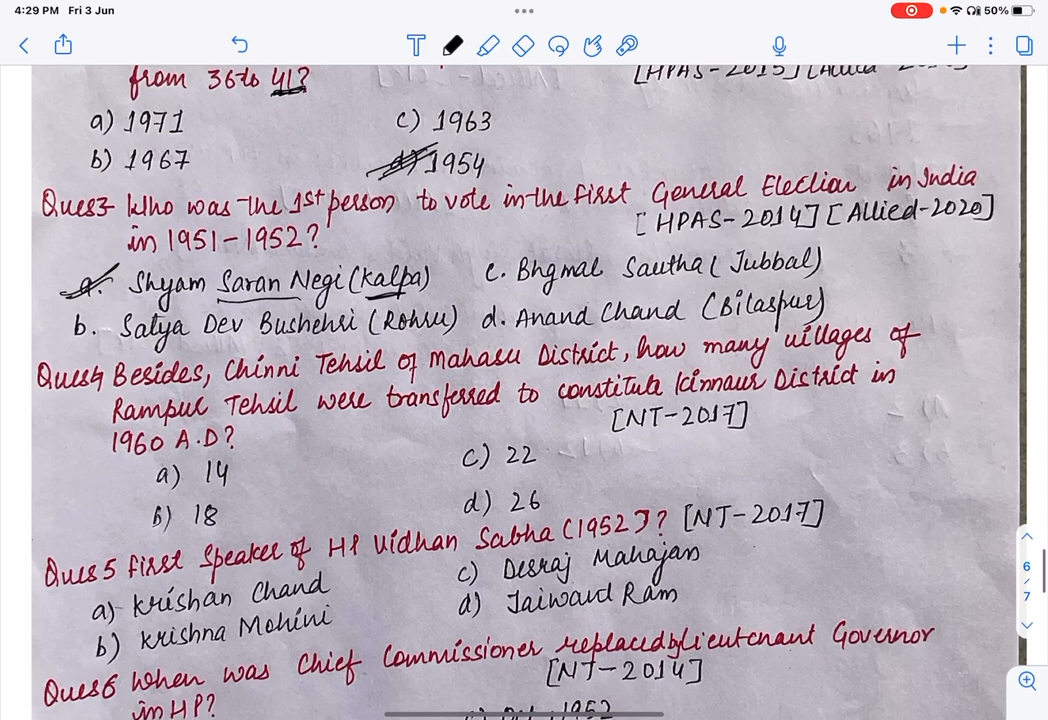 4:29 PM Fri 3 Jun
50%
T
from 36 to 41?
[HPAS-2015] [Allied
a) 1971
c) 1963
b) 1967
d) 1954
Ques3 Who was the 1st person to vote in the first General Election in India
in 1951-1952?
[HPAS-2014] [Allied-2020]
a. Shyam Saran Negi (Kalpa)
c. Bhgmal Sautha (Jubbal)
b. Satya Dev Bushehri (Rohru)
d. Anand Chand (Bilaspur)
Ques4 Besides, Chinni Tehsil of Mahasu District, how many villages of
Rampur Tehsil were transferred to constitute Kinnaur District in
1960 A.D?
[NT-2017]
a) 14
c) 22
b) 18
d) 26
Ques5 First Speaker of HP Vidhan Sabha (1952)? [NT-2017]
a) Krishan Chand
c) Desraj Mahajan
b) Krishna Mohini
d) Jaiwant Ram
6
/
7
Ques6 When was Chief Commissioner replaced by Lieutenant Governor
in HP?
[NT-2014]
1952